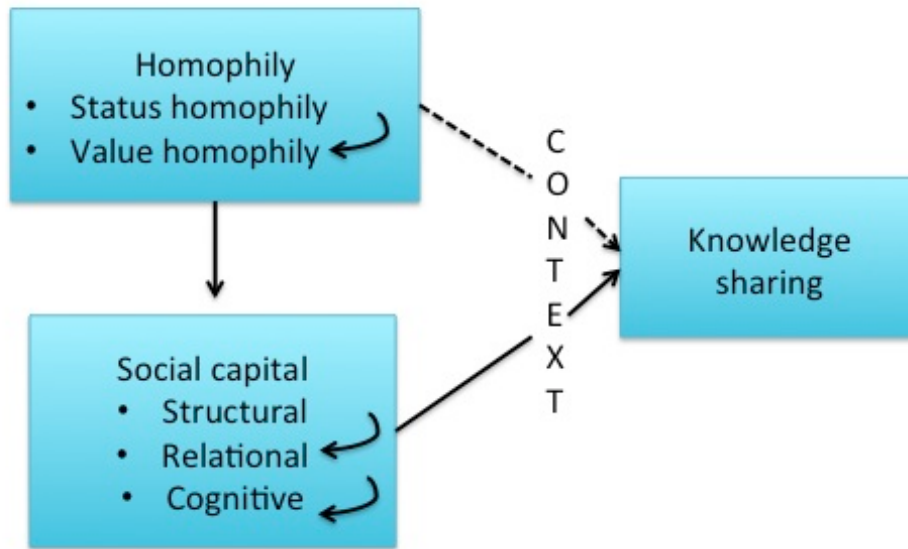 Homophily
• Status homophily
• Value homophily
C
O
N
T
E
X
T
Knowledge
sharing
Social capital
• Structural
• Relational
• Cognitive